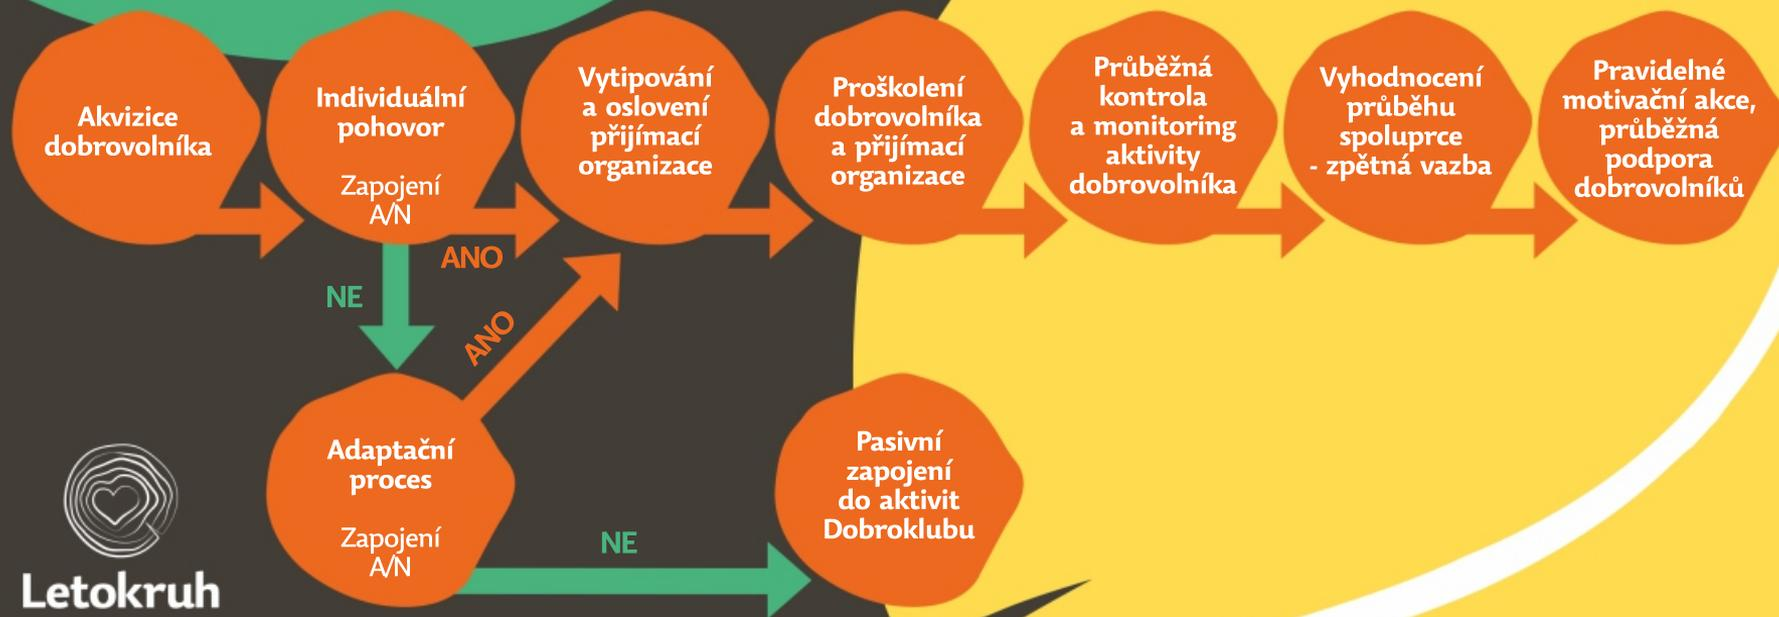 Akvizice
dobrovolníka
Individuální
pohovor
Zapojení
A/N
Vytipování
a oslovení
přijímací
organizace
Proškolení
dobrovolníka
a přijímací
organizace
Průběžná
kontrola
a monitoring
aktivity
dobrovolníka
Vyhodnocení
průběhu
spoluprce
- zpětná vazba
Pravidelné
motivační akce,
průběžná
podpora
dobrovolníků
ANO
NE
ANO
Adaptační
proces
Zapojení
A/N
NE
Pasivní
zapojení
do aktivit
Dobroklubu
Letokruh